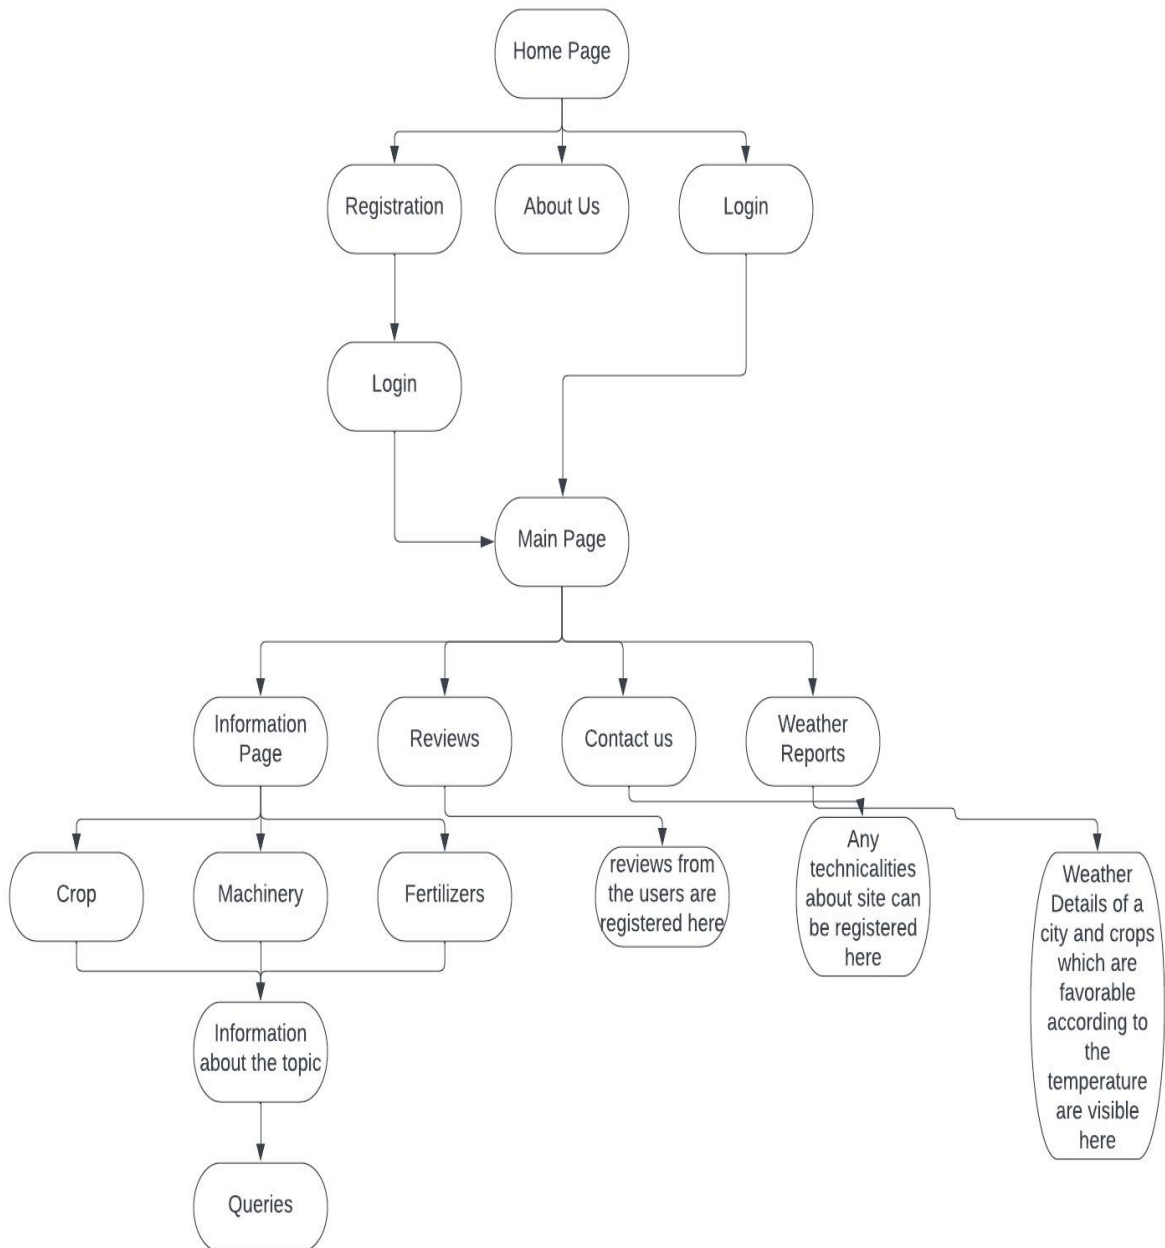 Home Page
Registration
About Us
Login
Login
Main Page
Information
Page
Reviews
Contact us
Weather
Reports
Crop
Machinery
Fertilizers
reviews from
the users are
registered here
Any
technicalities
about site can
be registered
here
Weather
Details of a
city and crops
which are
favorable
according to
the
temperature
are visible
here
Information
about the topic
Queries